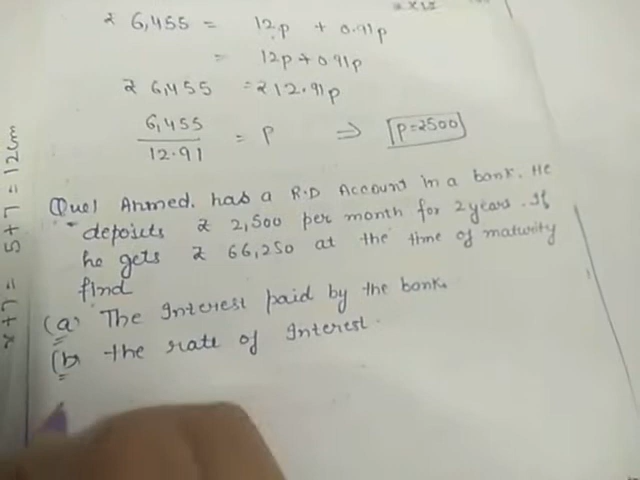 ₹ 6,455 = 12p + 0.91p
= 12p + 0.91p
₹ 6,455 = ₹12.91p
6,455 / 12.91 = P ⇒ P=2500
Que1 Ahmed. has a R.D Account in a bank. He
deposits ₹ 2,500 per month for 2 years. If
he gets ₹ 66,250 at the time of maturity
find
(a) The Interest paid by the bank.
(b) the rate of Interest.
x+7 = 5+7 = 12cm